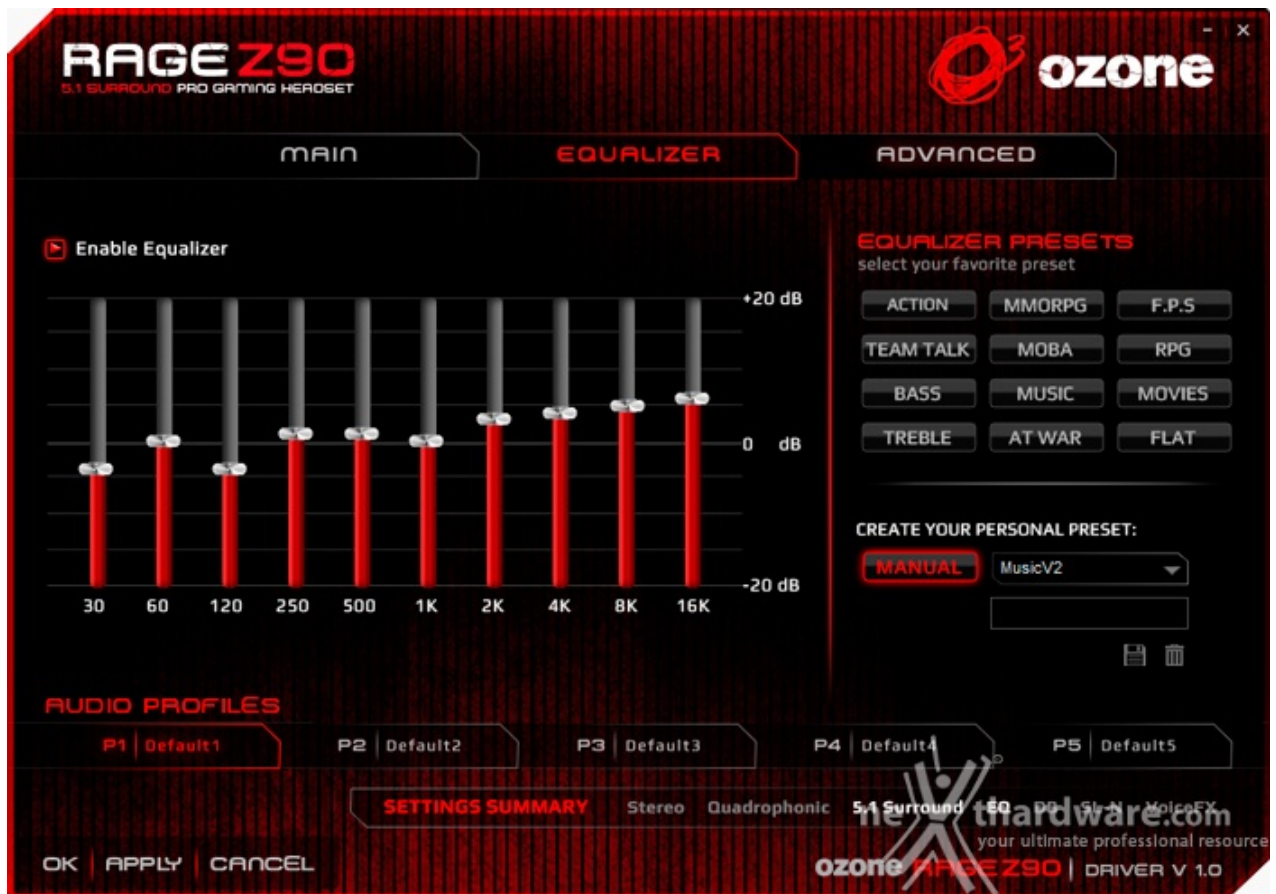 RAGE Z90
5.1 SURROUND PRO GAMING HEADSET
O3 ozone
MAIN
EQUALIZER
ADVANCED
Enable Equalizer
+20 dB
0 dB
-20 dB
30 60 120 250 500 1K 2K 4K 8K 16K
EQUALIZER PRESETS
select your favorite preset
ACTION MMORPG F.P.S
TEAM TALK MOBA RPG
BASS MUSIC MOVIES
TREBLE AT WAR FLAT
CREATE YOUR PERSONAL PRESET:
MANUAL MusicV2
AUDIO PROFILES
P1 Default1
P2 Default2
P3 Default3
P4 Default4
P5 Default5
SETTINGS SUMMARY Stereo Quadrophonic 5.1 Surround EQ SL-N VoiceFX
nexthardware.com
your ultimate professional resource
OK APPLY CANCEL
ozone RAGE Z90 | DRIVER V 1.0